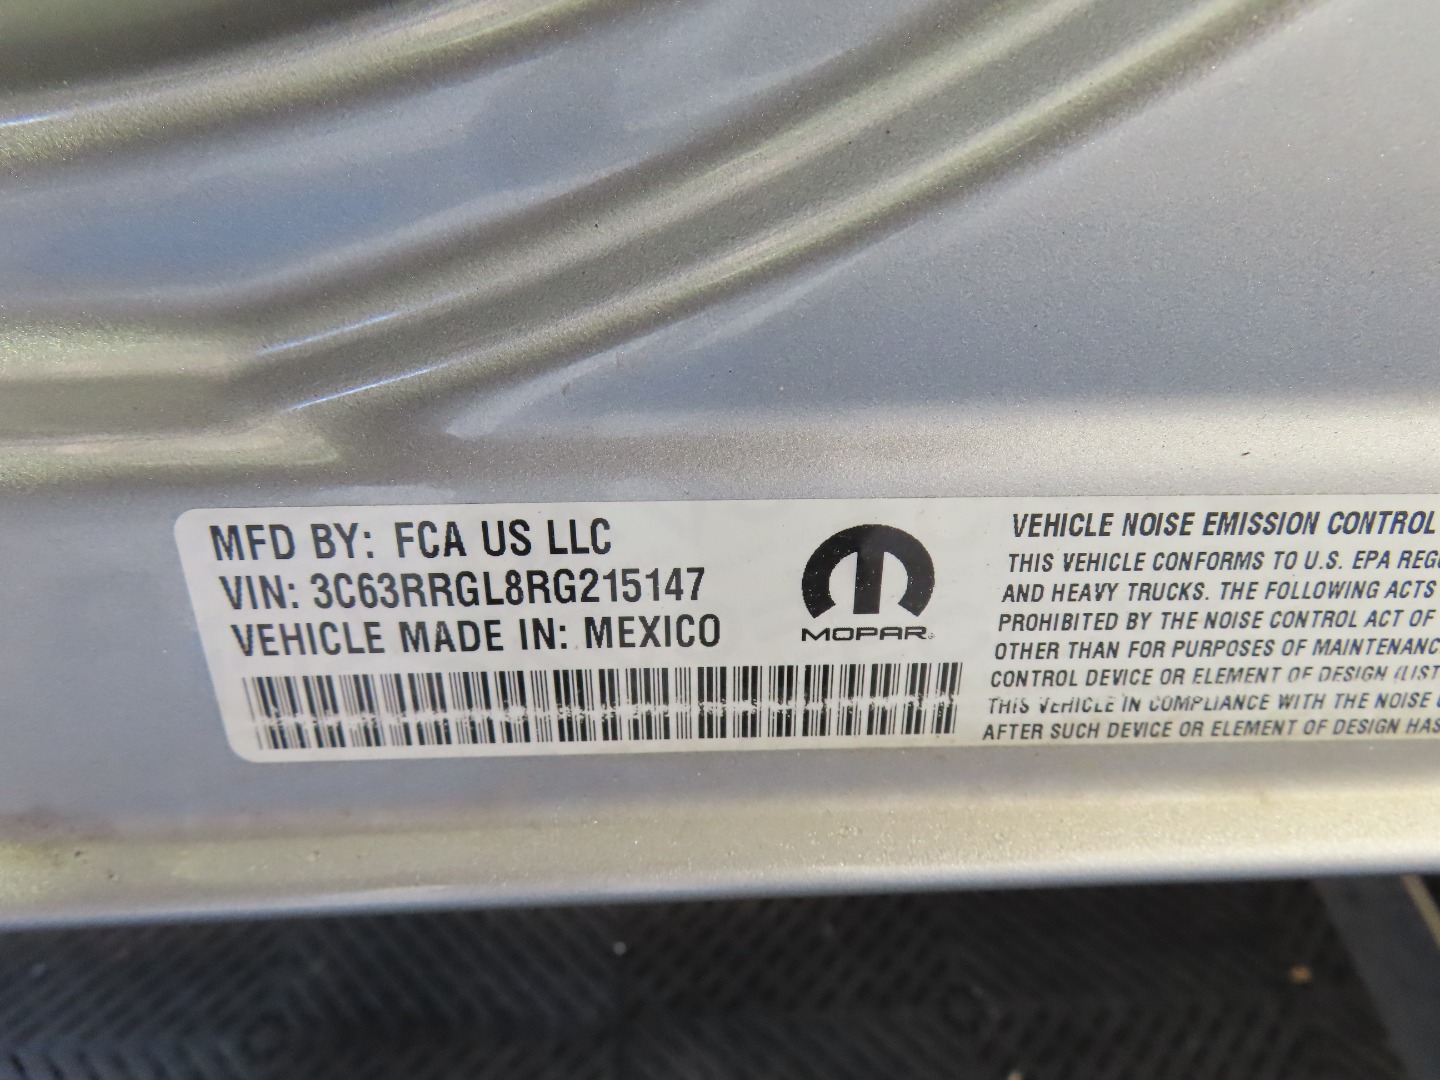 MFD BY: FCA US LLC
VIN: 3C63RRGL8RG215147
VEHICLE MADE IN: MEXICO
MOPAR
VEHICLE NOISE EMISSION CONTROL
THIS VEHICLE CONFORMS TO U.S. EPA REG
AND HEAVY TRUCKS. THE FOLLOWING ACTS
PROHIBITED BY THE NOISE CONTROL ACT OF
OTHER THAN FOR PURPOSES OF MAINTENANC
CONTROL DEVICE OR ELEMENT OF DESIGN (LIST
THIS VEHICLE IN COMPLIANCE WITH THE NOISE
AFTER SUCH DEVICE OR ELEMENT OF DESIGN HAS